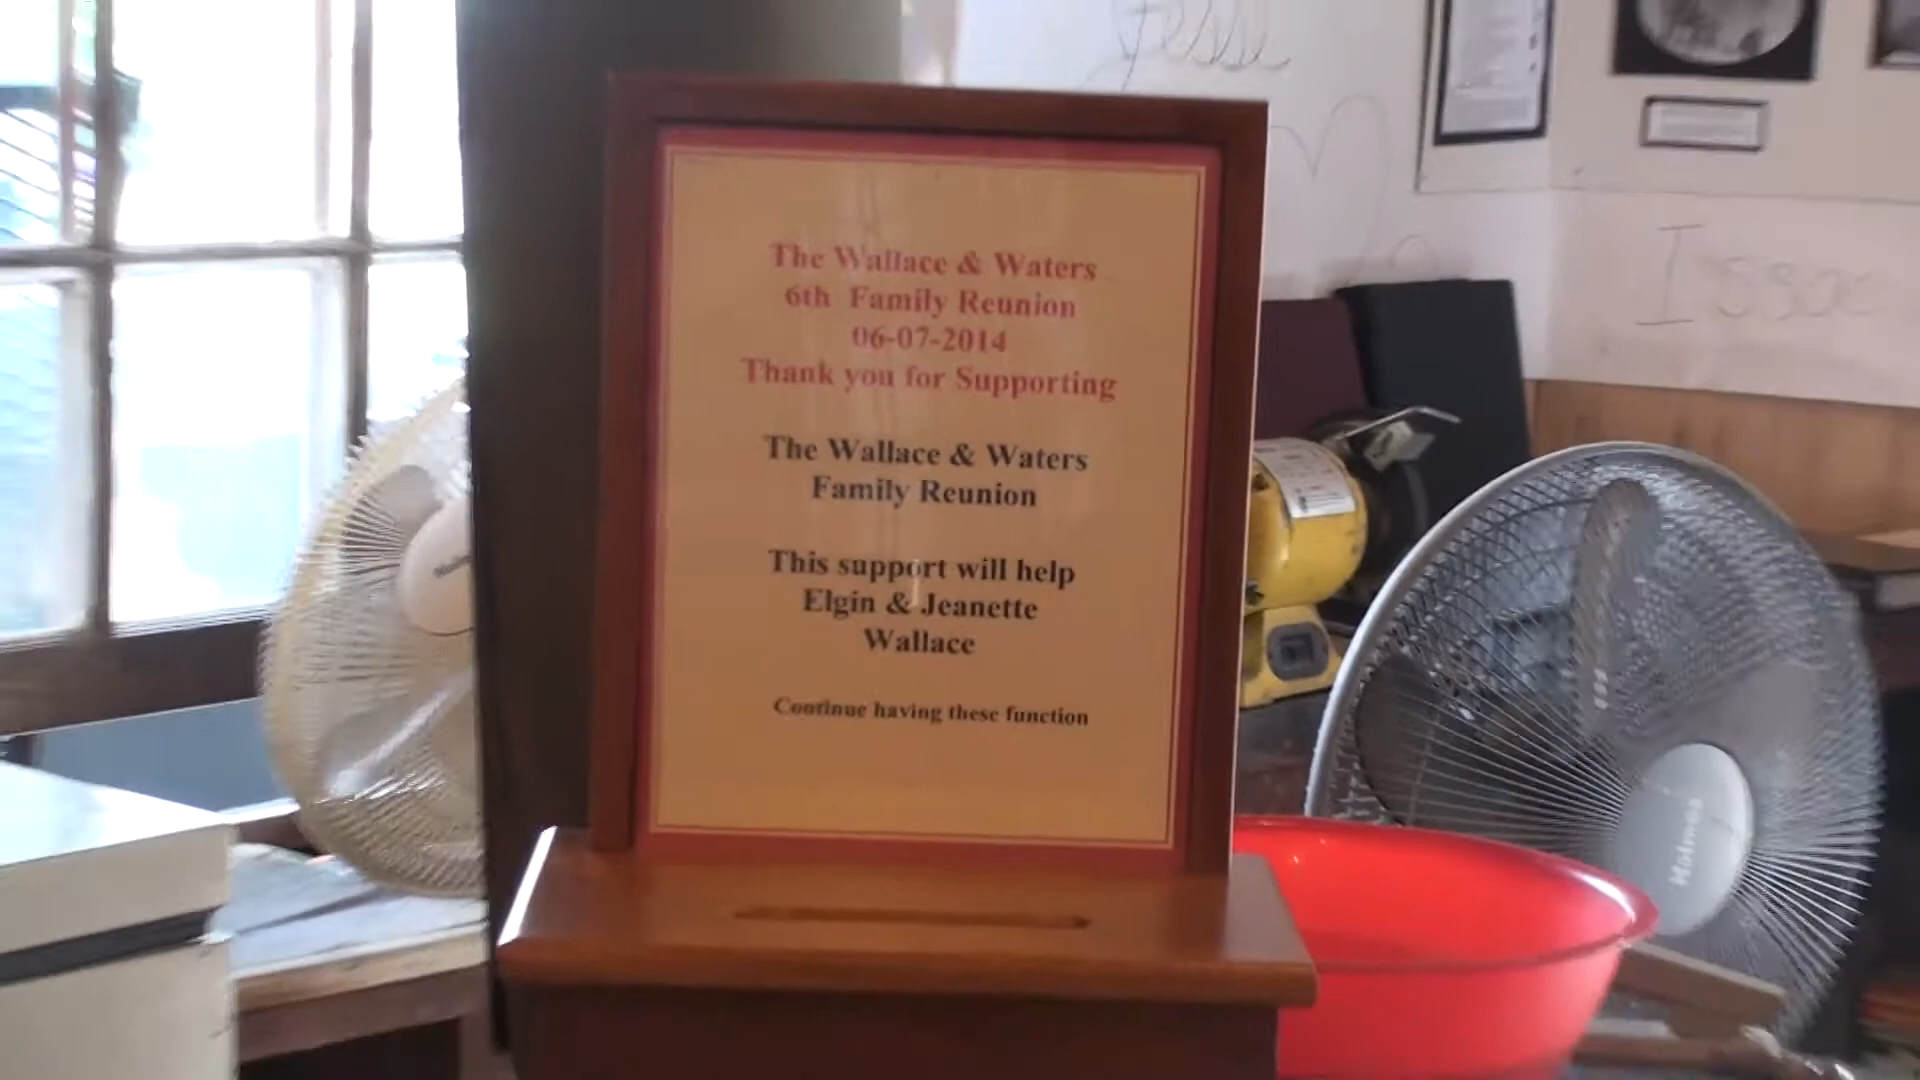 The Wallace & Waters
6th Family Reunion
06-07-2014
Thank you for Supporting
The Wallace & Waters
Family Reunion
This support will help
Elgin & Jeanette
Wallace
Continue having these function
Holmes